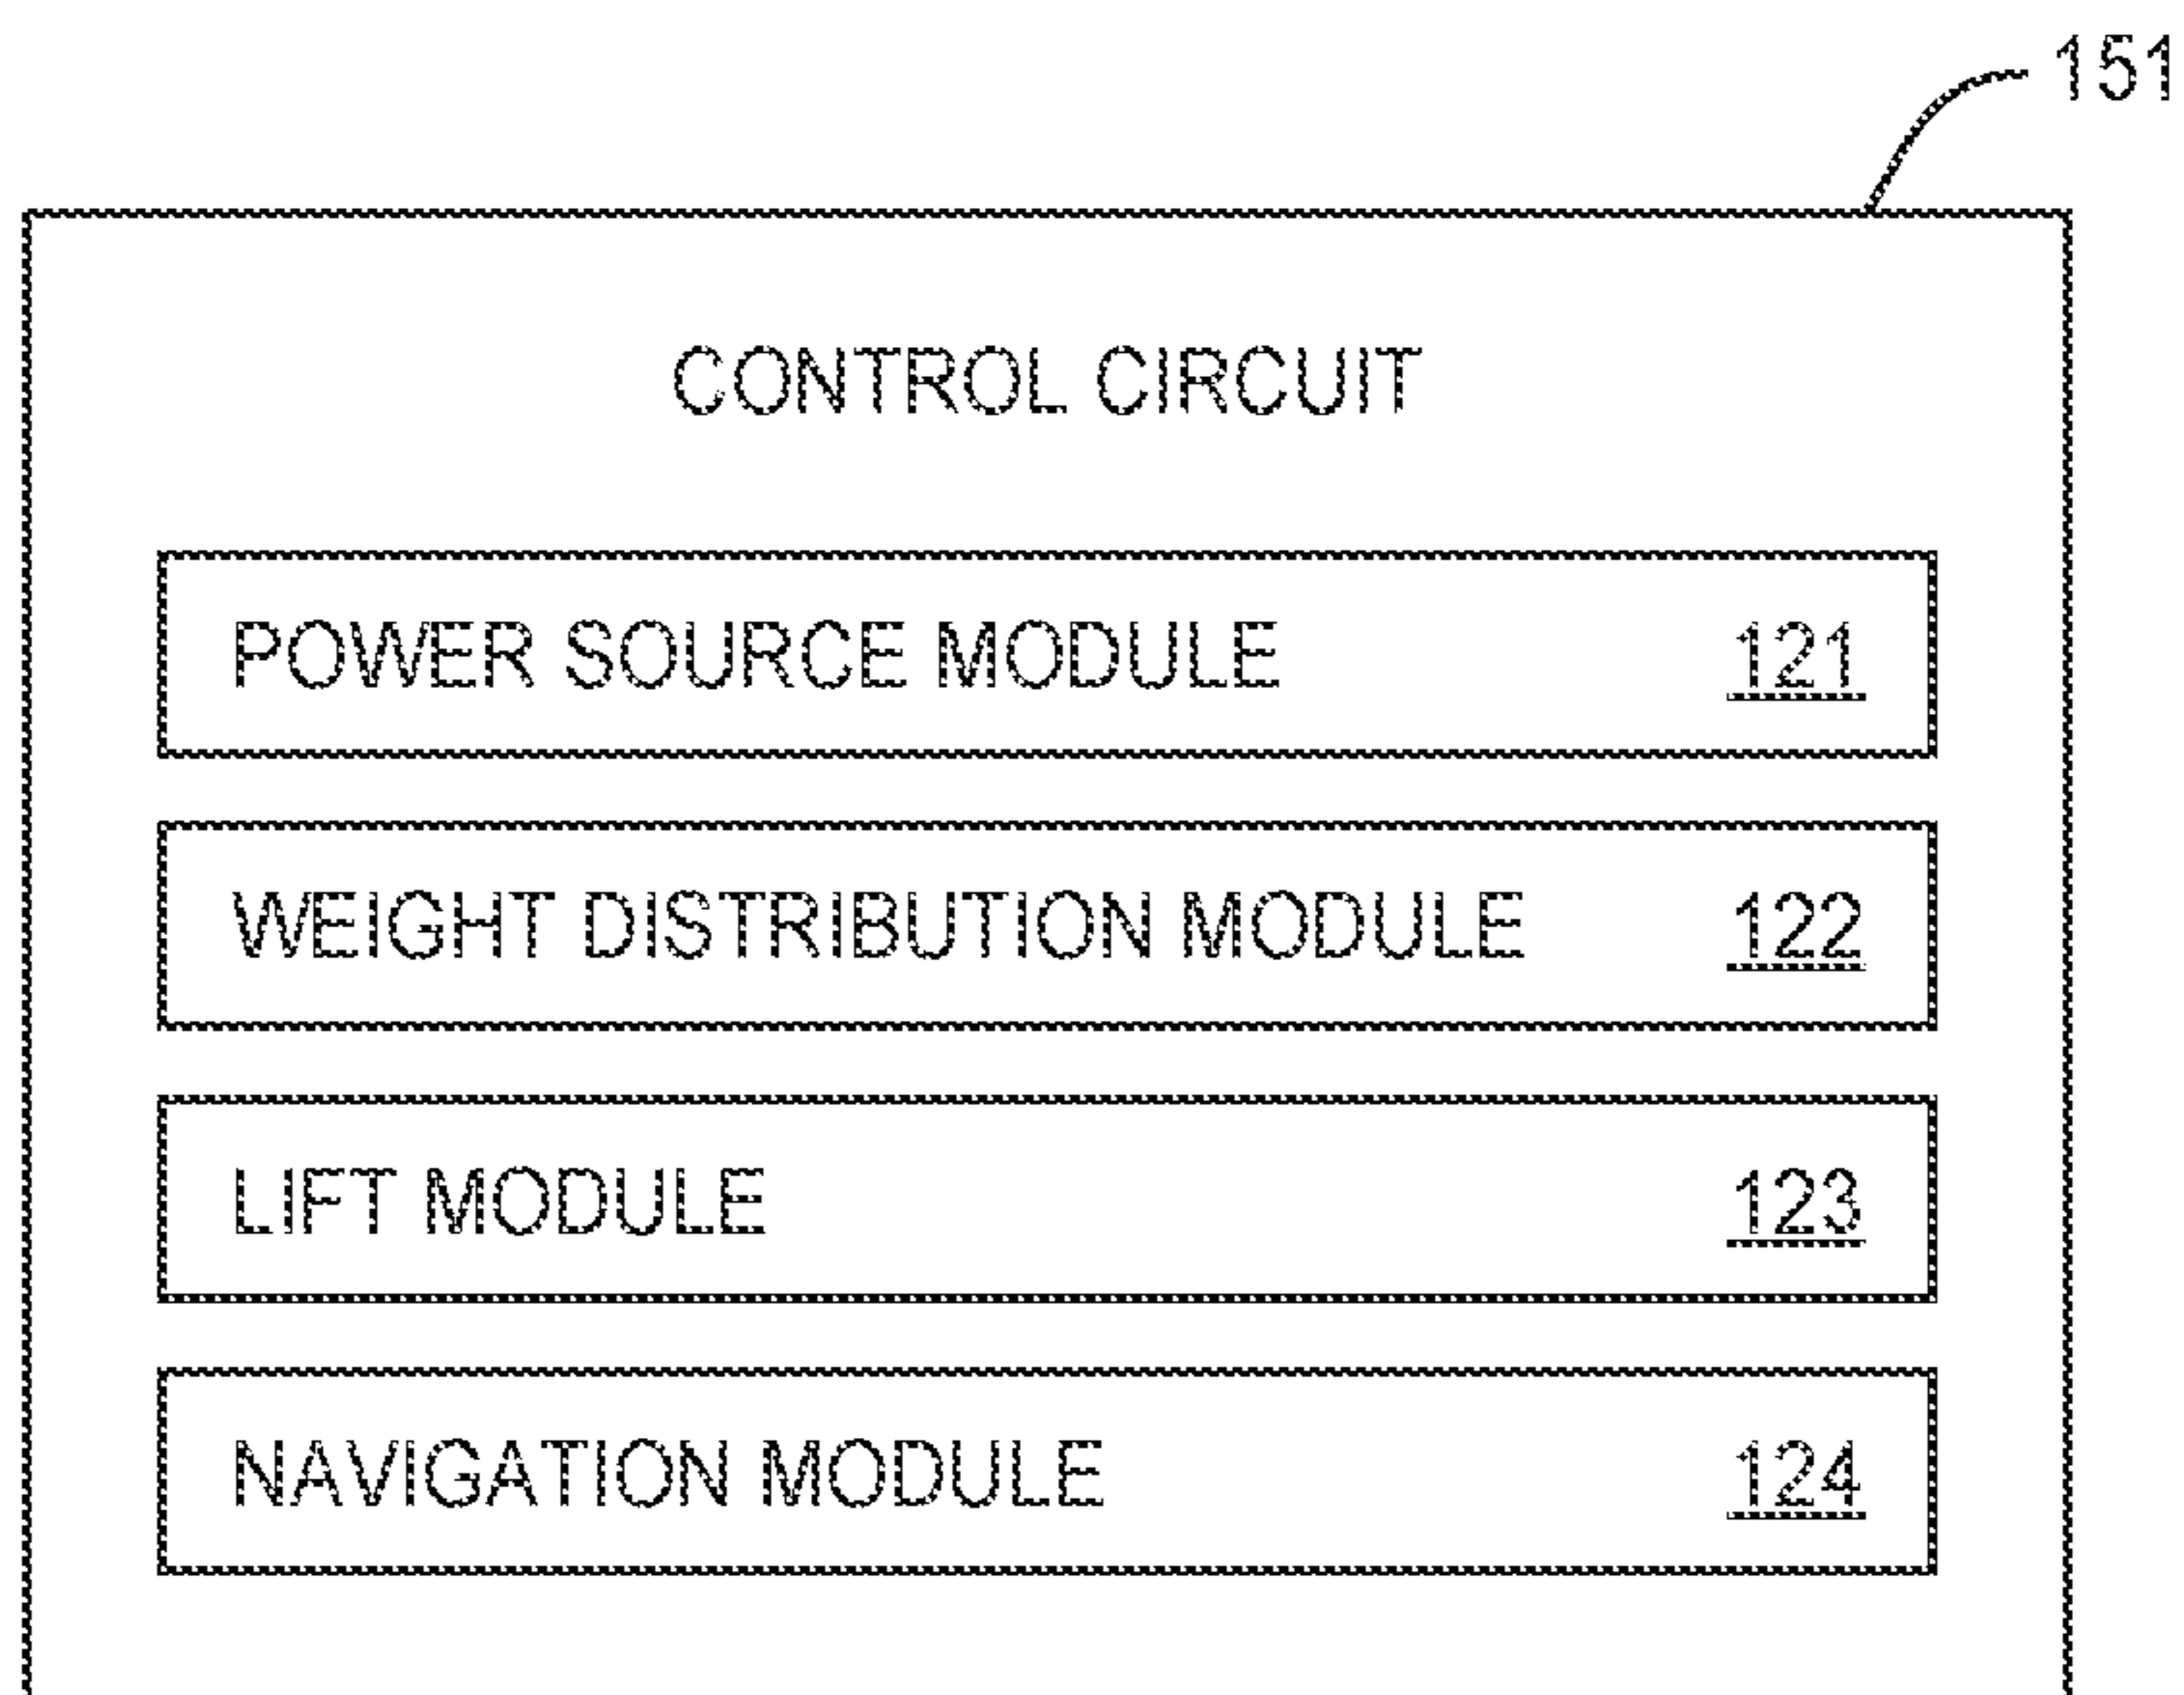 151
CONTROL CIRCUIT
POWER SOURCE MODULE 121
WEIGHT DISTRIBUTION MODULE 122
LIFT MODULE 123
NAVIGATION MODULE 124